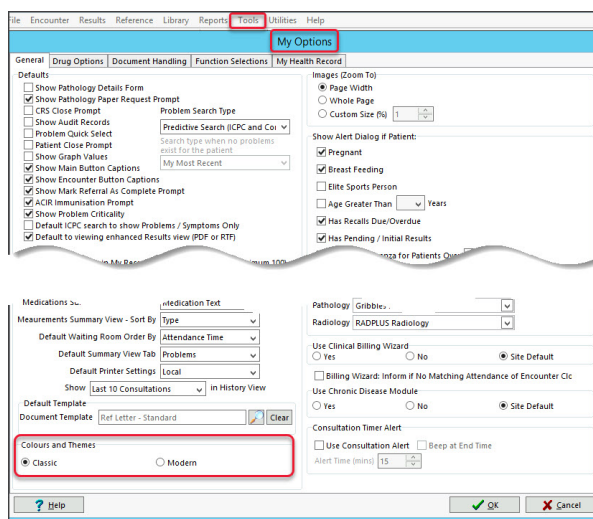 File Encounter Results Reference Library Reports Tools Utilities Help
My Options
General Drug Options Document Handling Function Selections My Health Record
Defaults
Show Pathology Details Form
Show Pathology Paper Request Prompt
CRS Close Prompt
Show Audit Records
Problem Quick Select
Patient Close Prompt
Show Graph Values
Show Main Button Captions
Show Encounter Button Captions
Show Mark Referral As Complete Prompt
ACIR Immunisation Prompt
Show Problem Criticality
Default ICPC search to show Problems / Symptoms Only
Default to viewing enhanced Results view (PDF or RTF)
Problem Search Type
Predictive Search (ICPC and Cor
Search type when no problems
exist for the patient
My Most Recent
Images (Zoom To)
Page Width
Whole Page
Custom Size (%) 1
Show Alert Dialog if Patient:
Pregnant
Breast Feeding
Elite Sports Person
Age Greater Than Years
Has Recalls Due/Overdue
Has Pending / Initial Results
for Patients Over
Medications Medication Text
Meaurements Summary View - Sort By Type
Default Waiting Room Order By Attendance Time
Default Summary View Tab Problems
Default Printer Settings Local
Show Last 10 Consultations in History View
Default Template
Document Template Ref Letter - Standard Clear
Colours and Themes
Classic Modern
Pathology Gribbles
Radiology RADPLUS Radiology
Use Clinical Billing Wizard
Yes No Site Default
Billing Wizard: Inform if No Matching Attendance of Encounter Clc
Use Chronic Disease Module
Yes No Site Default
Consultation Timer Alert
Use Consultation Alert Beep at End Time
Alert Time (mins) 15
Help OK Cancel